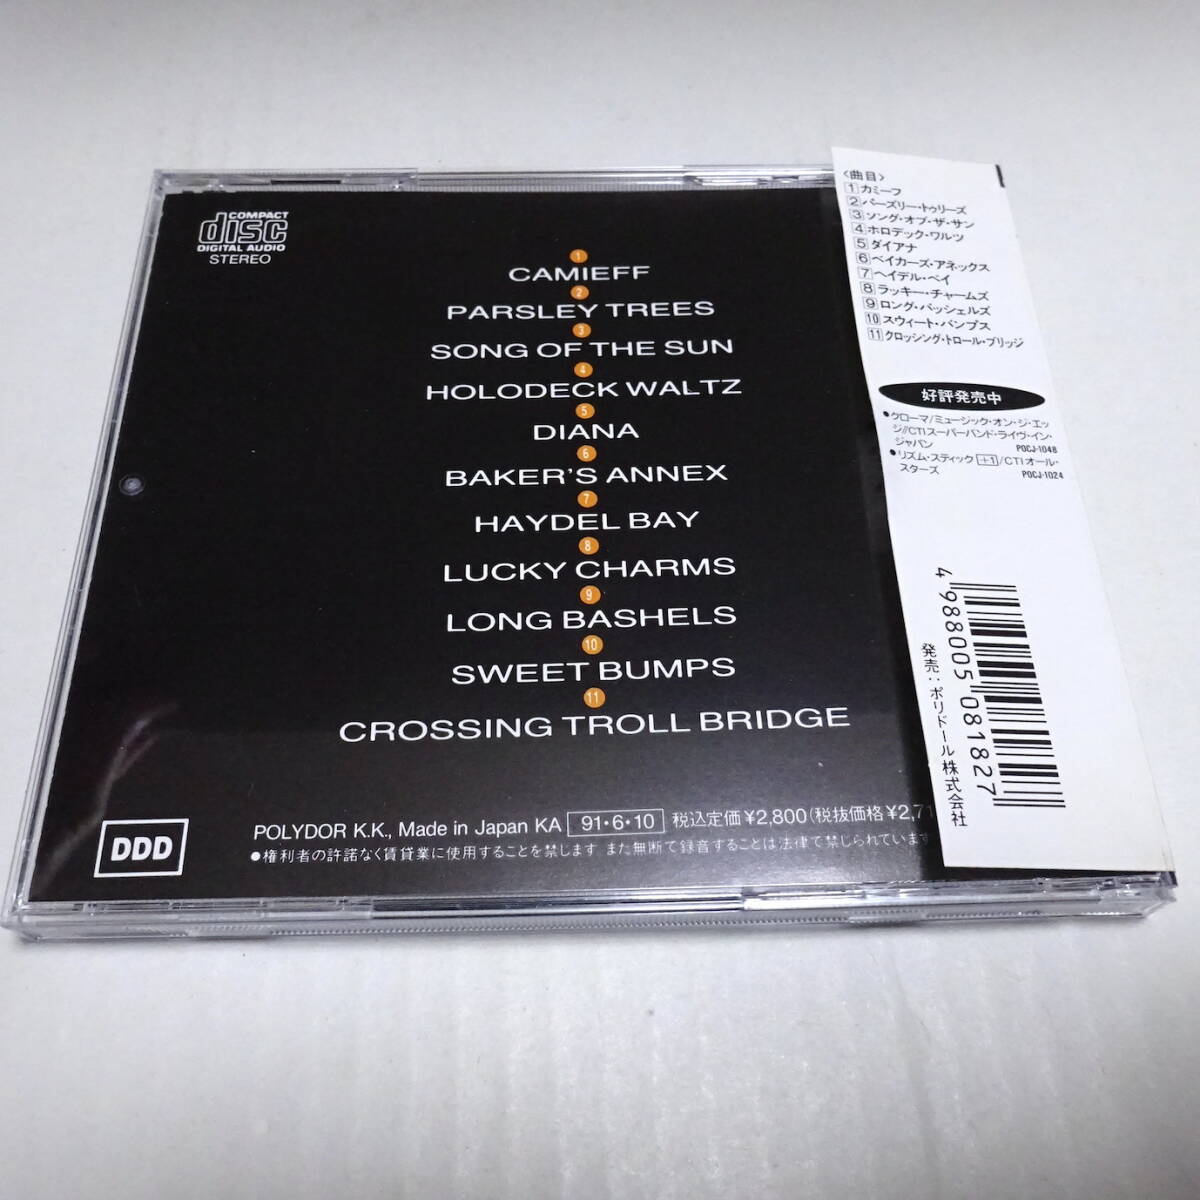 COMPACT
disc
DIGITAL AUDIO
STEREO
1
CAMIEFF
2
PARSLEY TREES
3
SONG OF THE SUN
4
HOLODECK WALTZ
5
DIANA
6
BAKER'S ANNEX
7
HAYDEL BAY
8
LUCKY CHARMS
9
LONG BASHELS
10
SWEET BUMPS
11
CROSSING TROLL BRIDGE
DDD
POLYDOR K.K., Made in Japan KA 91・6・10 税込定価¥2,800(税抜価格¥2,71
●権利者の許諾なく賃貸業に使用することを禁じます また無断で録音することは法律で禁じられています
〈曲目〉
1 カミーフ
2 パーズリー・トゥリーズ
3 ソング・オブ・ザ・サン
4 ホロデック・ワルツ
5 ダイアナ
6 ベイカーズ・アネックス
7 ヘイデル・ベイ
8 ラッキー・チャームズ
9 ロング・バッシェルズ
10 スウィート・バンプス
11 クロッシング・トロール・ブリッジ
好評発売中
●クローマ/ミュージック・オン・ジ・エッ
ジ//CTIスーパーバンド・ライヴ・イン・
ジャパン POCJ-1048
●リズム・スティック +1/CTIオール・
スターズ POCJ-1024
4 988005 081827
発売:ポリドール株式会社